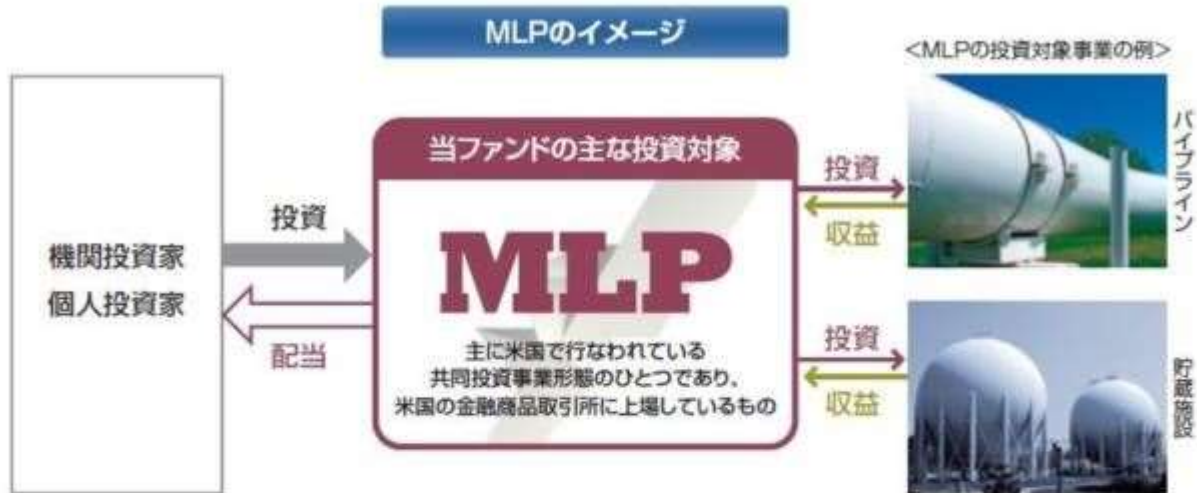 MLPのイメージ
<MLPの投資対象事業の例>
機関投資家
個人投資家
投資
配当
当ファンドの主な投資対象
MLP
主に米国で行なわれている
共同投資事業形態のひとつであり、
米国の金融商品取引所に上場しているもの
投資
収益
パイプライン
投資
収益
貯蔵施設